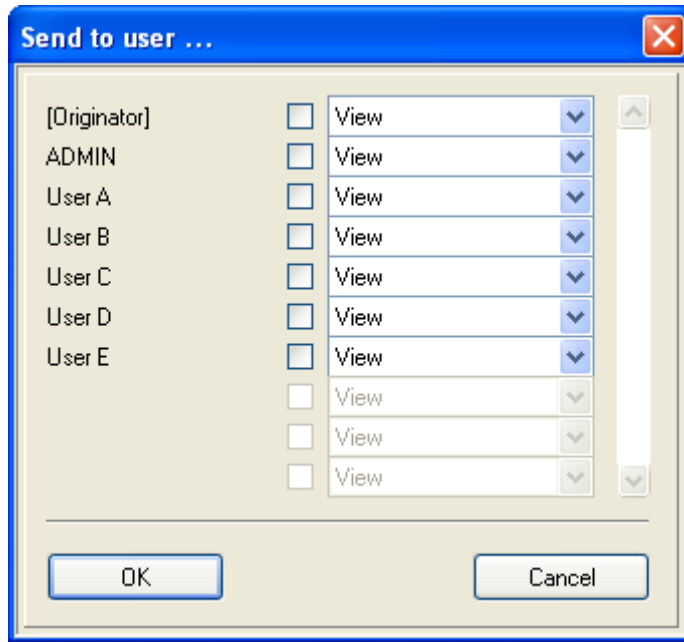 Send to user ...
[Originator] View
ADMIN View
User A View
User B View
User C View
User D View
User E View
View
View
View
OK Cancel